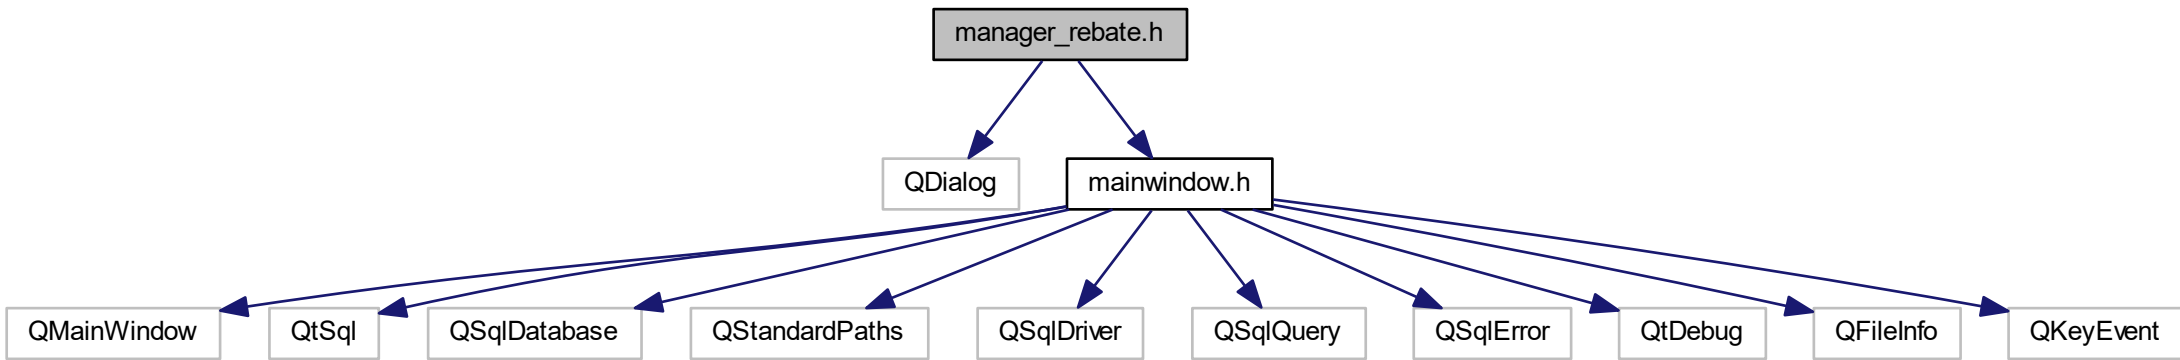 manager_rebate.h
QDialog
mainwindow.h
QMainWindow
QtSql
QSqlDatabase
QStandardPaths
QSqlDriver
QSqlQuery
QSqlError
QtDebug
QFileInfo
QKeyEvent